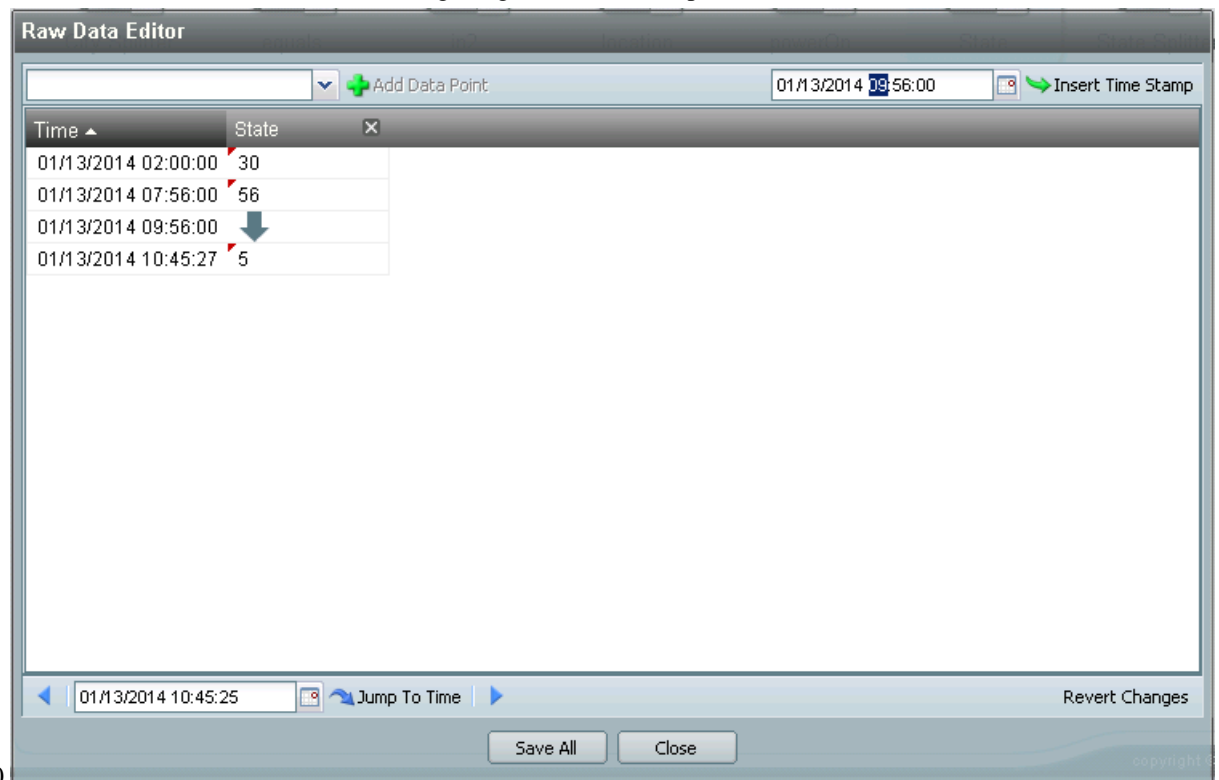 Raw Data Editor
Add Data Point 01/13/2014 09:56:00 Insert Time Stamp
Time State
01/13/2014 02:00:00 30
01/13/2014 07:56:00 56
01/13/2014 09:56:00
01/13/2014 10:45:27 5
01/13/2014 10:45:25 Jump To Time Revert Changes
Save All Close
copyright ©
)